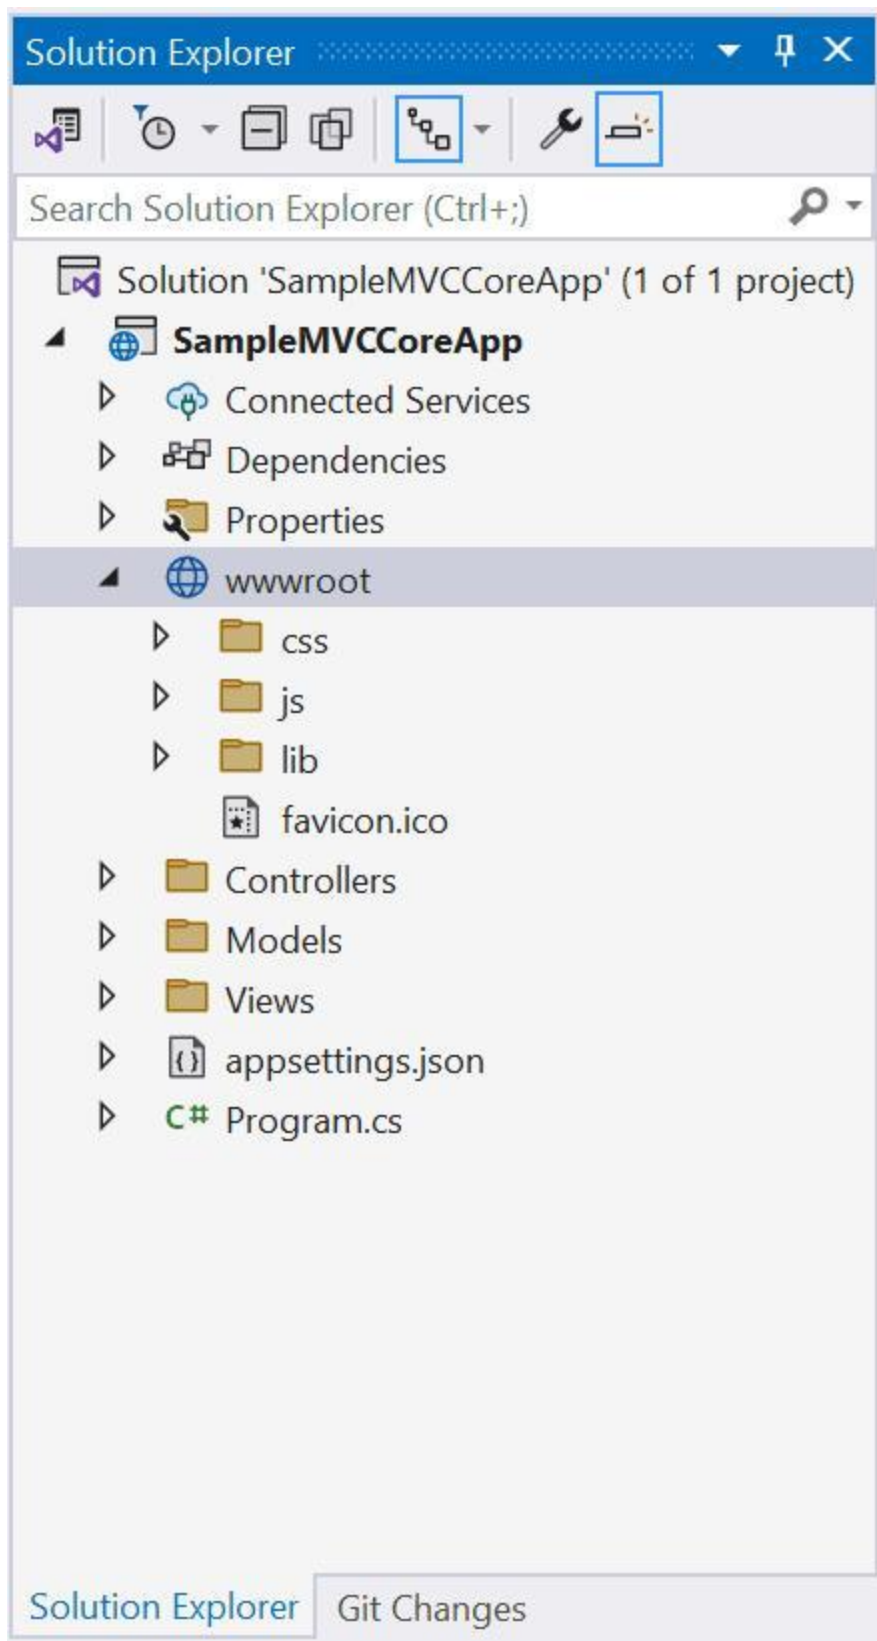 Solution Explorer
Search Solution Explorer (Ctrl+;)
Solution 'SampleMVCCoreApp' (1 of 1 project)
SampleMVCCoreApp
Connected Services
Dependencies
Properties
wwwroot
css
js
lib
favicon.ico
Controllers
Models
Views
appsettings.json
C# Program.cs
Solution Explorer Git Changes